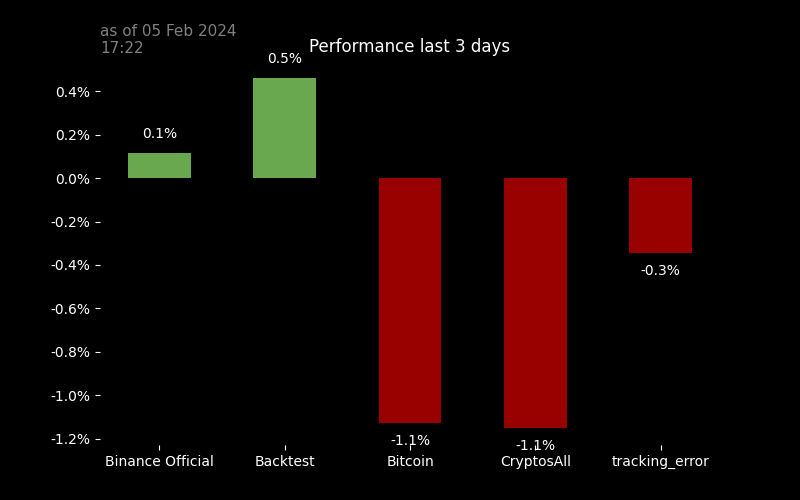 as of 05 Feb 2024
17:22
Performance last 3 days
0.5%
0.4%
0.1%
0.2%
0.0%
-0.2%
-0.4%
-0.3%
-0.6%
-0.8%
-1.0%
-1.2%
-1.1%
-1.1%
Binance Official
Backtest
Bitcoin
CryptosAll
tracking_error